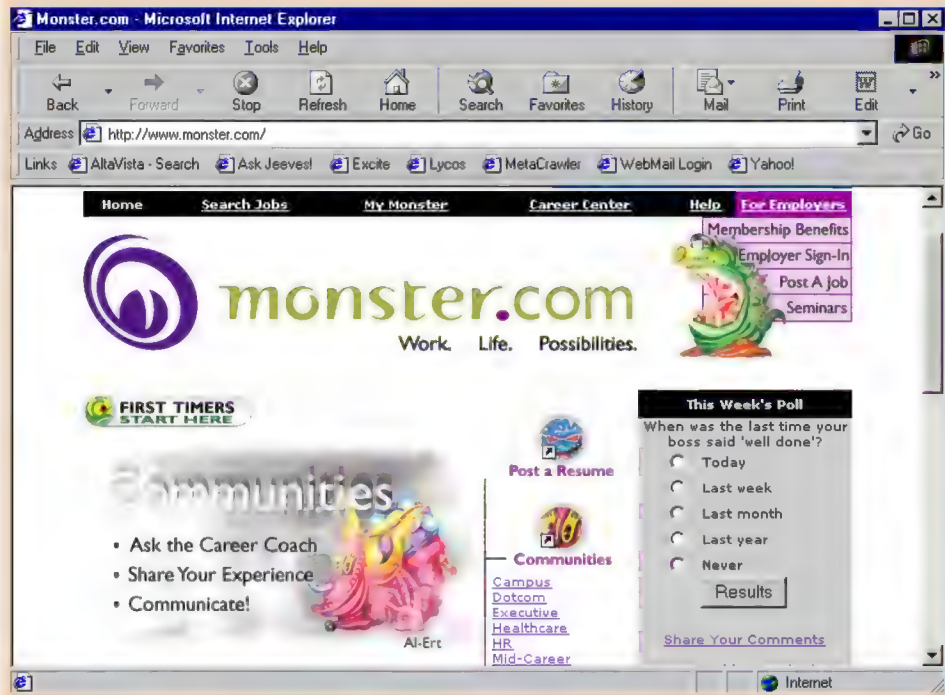 Monster.com - Microsoft Internet Explorer
File Edit View Favorites Tools Help
Back Forward Stop Refresh Home Search Favorites History Mail Print Edit
Address http://www.monster.com/ Go
Links AltaVista - Search Ask Jeeves! Excite Lycos MetaCrawler WebMail Login Yahoo!
Home Search Jobs My Monster Career Center Help For Employers
Membership Benefits
Employer Sign-In
Post A Job
Seminars
monster.com
Work. Life. Possibilities.
FIRST TIMERS
START HERE
Communities
• Ask the Career Coach
• Share Your Experience
• Communicate!
Al-Ert
Post a Resume
Communities
Campus
Dotcom
Executive
Healthcare
HR
Mid-Career
This Week's Poll
When was the last time your
boss said 'well done'?
Today
Last week
Last month
Last year
Never
Results
Share Your Comments
Internet